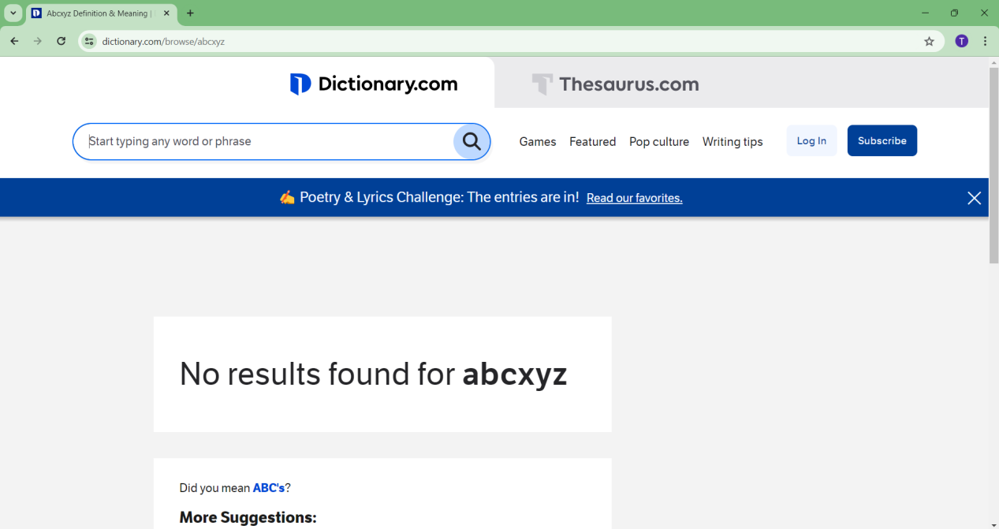 Abcxyz Definition & Meaning |
dictionary.com/browse/abcxyz
T
Dictionary.com
Thesaurus.com
Start typing any word or phrase
Games Featured Pop culture Writing tips Log In Subscribe
✍️ Poetry & Lyrics Challenge: The entries are in! Read our favorites.
No results found for abcxyz
Did you mean ABC's?
More Suggestions: